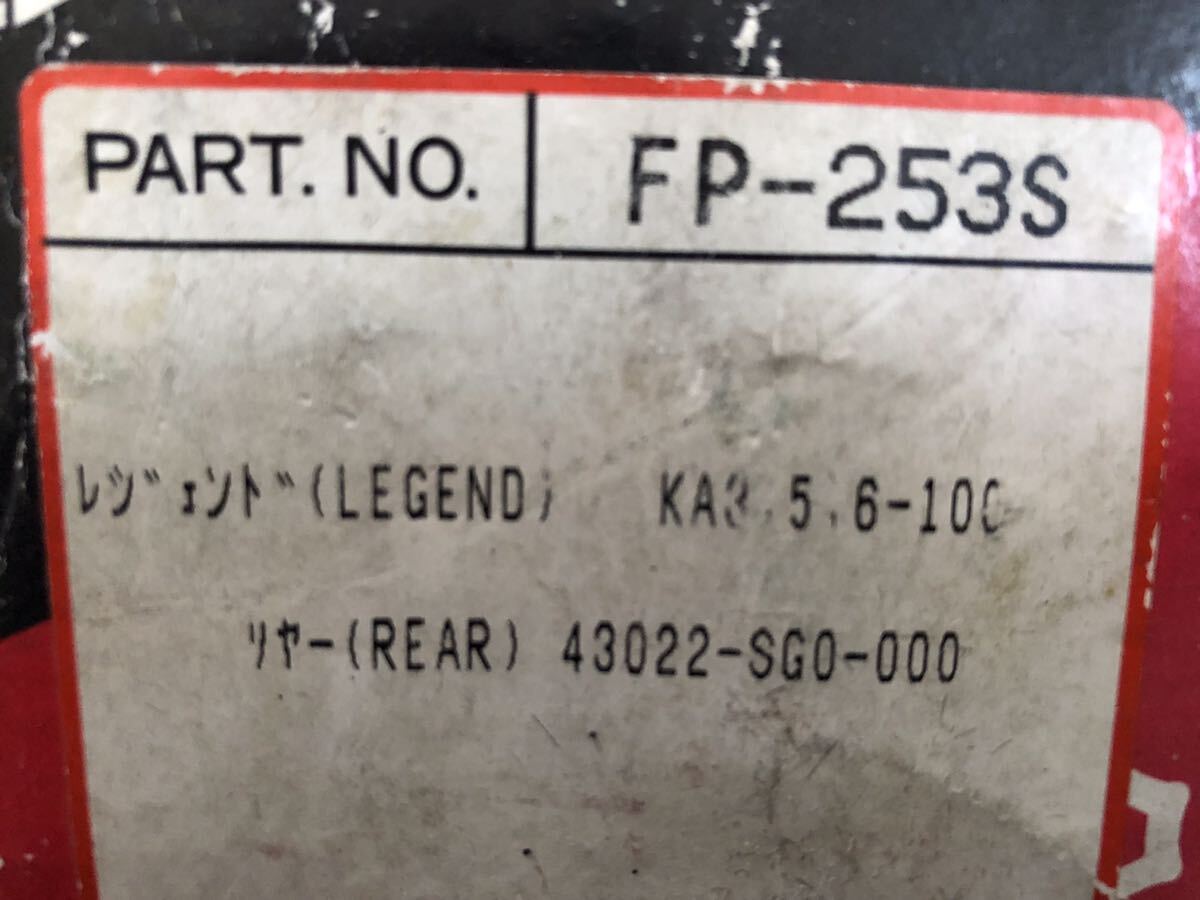 PART. NO. FP-253S
ﾚｼﾞｪﾝﾄﾞ(LEGEND) KA3,5,6-100
ﾘﾔｰ(REAR) 43022-SG0-000